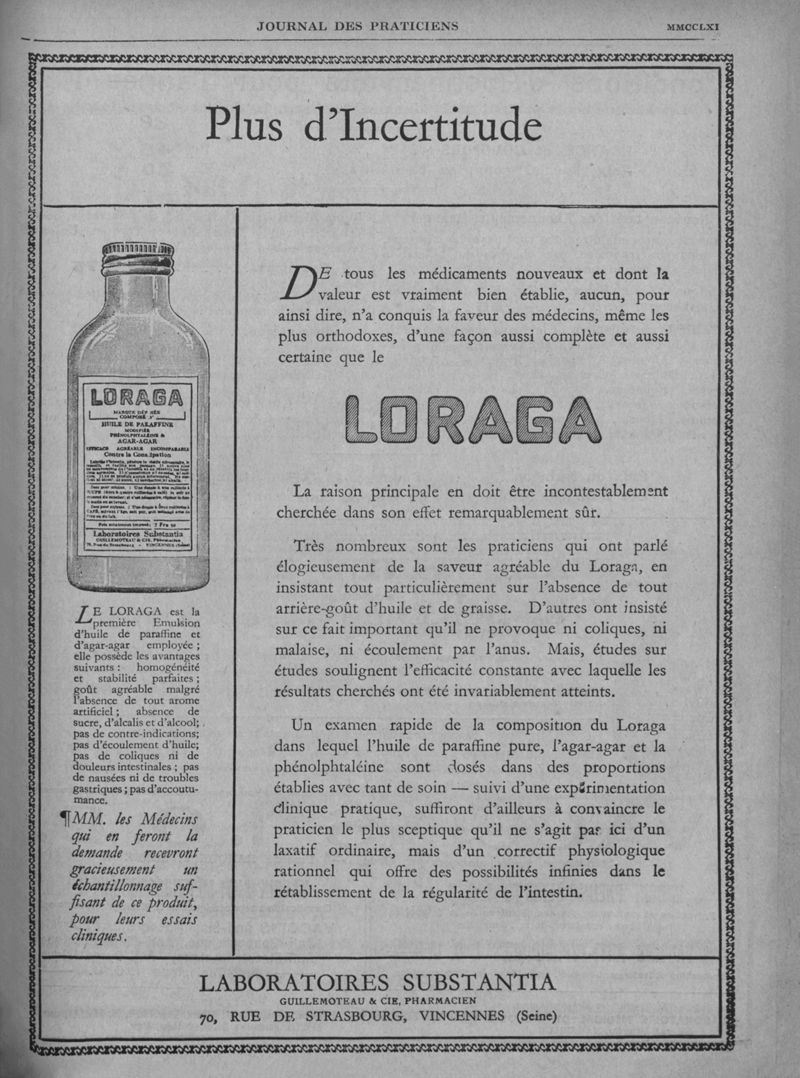 JOURNAL DES PRATICIENS
MMCCLXI
Plus d'Incertitude
LORAGA
HUILE DE PARAFFINE
MODIFIÉE
PHÉNOLPHTALÉINE &
AGAR-AGAR
EFFICACE AGRÉABLE INCOMPARABLE
Contre la Constipation
Laboratoires Substantia
GUILLEMOTEAU & CIE, Pharmacien
LE LORAGA est la
première Emulsion
d'huile de paraffine et
d'agar-agar employée ;
elle possède les avantages
suivants : homogénéité
et stabilité parfaites ;
goût agréable malgré
l'absence de tout arome
artificiel ; absence de
sucre, d'alcalis et d'alcool;
pas de contre-indications;
pas d'écoulement d'huile;
pas de coliques ni de
douleurs intestinales ; pas
de nausées ni de troubles
gastriques ; pas d'accoutu-
mance.
¶MM. les Médecins
qui en feront la
demande recevront
gracieusement un
échantillonnage suf-
fisant de ce produit,
pour leurs essais
cliniques.
DE tous les médicaments nouveaux et dont la
valeur est vraiment bien établie, aucun, pour
ainsi dire, n'a conquis la faveur des médecins, même les
plus orthodoxes, d'une façon aussi complète et aussi
certaine que le
LORAGA
La raison principale en doit être incontestablement
cherchée dans son effet remarquablement sûr.
Très nombreux sont les praticiens qui ont parlé
élogieusement de la saveur agréable du Loraga, en
insistant tout particulièrement sur l'absence de tout
arrière-goût d'huile et de graisse. D'autres ont insisté
sur ce fait important qu'il ne provoque ni coliques, ni
malaise, ni écoulement par l'anus. Mais, études sur
études soulignent l'efficacité constante avec laquelle les
résultats cherchés ont été invariablement atteints.
Un examen rapide de la composition du Loraga
dans lequel l'huile de paraffine pure, l'agar-agar et la
phénolphtaléine sont dosés dans des proportions
établies avec tant de soin — suivi d'une expérimentation
clinique pratique, suffiront d'ailleurs à convaincre le
praticien le plus sceptique qu'il ne s'agit pas ici d'un
laxatif ordinaire, mais d'un correctif physiologique
rationnel qui offre des possibilités infinies dans le
rétablissement de la régularité de l'intestin.
LABORATOIRES SUBSTANTIA
GUILLEMOTEAU & CIE, PHARMACIEN
70, RUE DE STRASBOURG, VINCENNES (Seine)